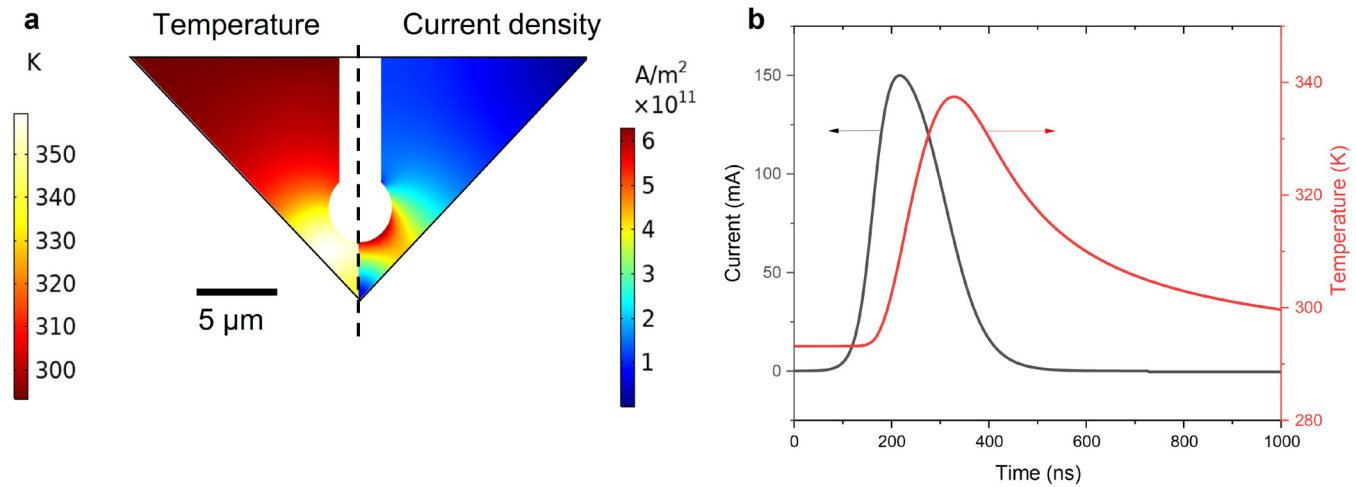 a
Temperature
Current density
K
350
340
330
320
310
300
5 µm
A/m²
×10¹¹
6
5
4
3
2
1
b
Current (mA)
150
100
50
0
0
200
400
600
800
1000
Time (ns)
340
320
300
280
Temperature (K)